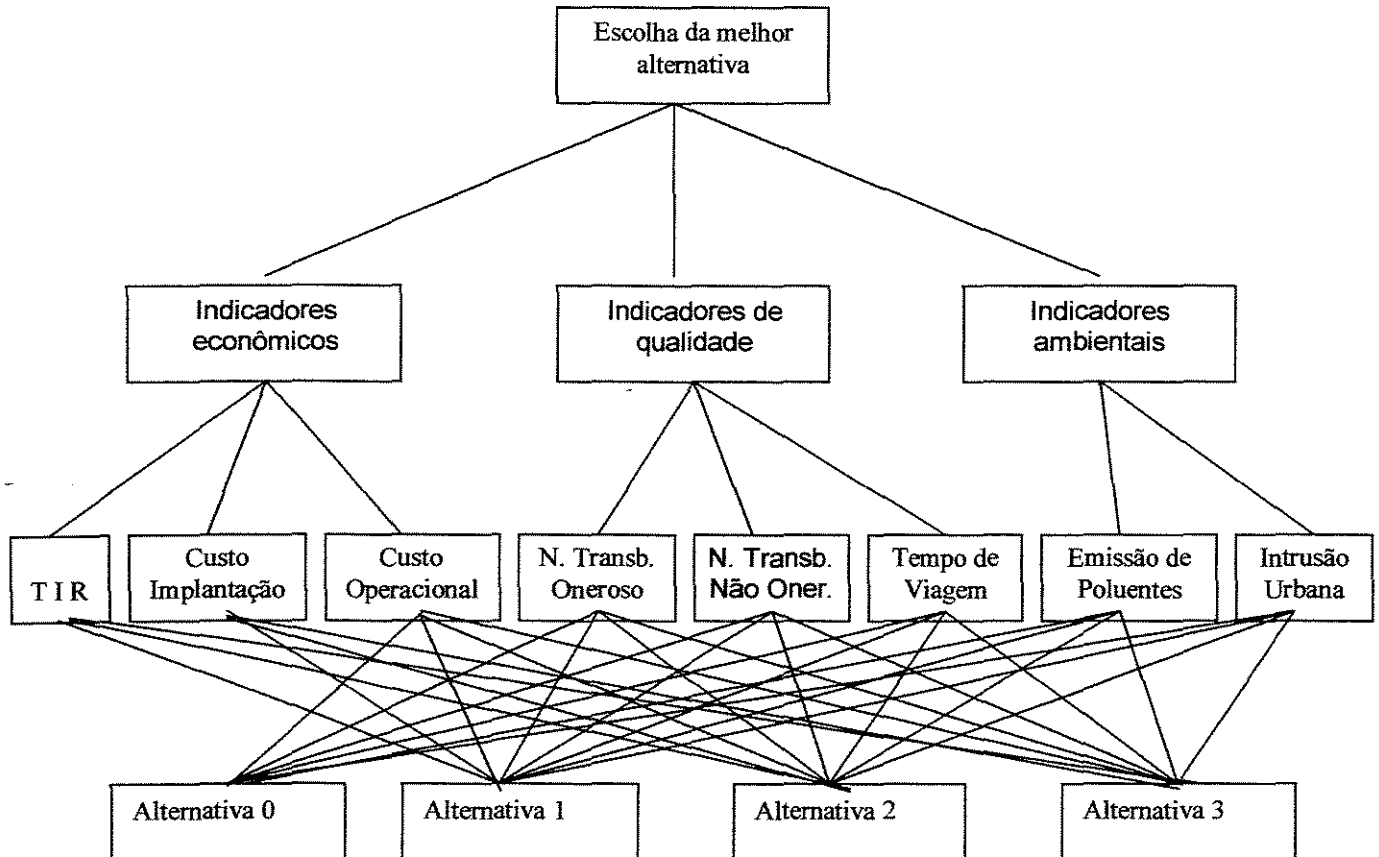 Escolha da melhor
alternativa
Indicadores
econômicos
Indicadores de
qualidade
Indicadores
ambientais
T I R
Custo
Implantação
Custo
Operacional
N. Transb.
Oneroso
N. Transb.
Não Oner.
Tempo de
Viagem
Emissão de
Poluentes
Intrusão
Urbana
Alternativa 0
Alternativa 1
Alternativa 2
Alternativa 3